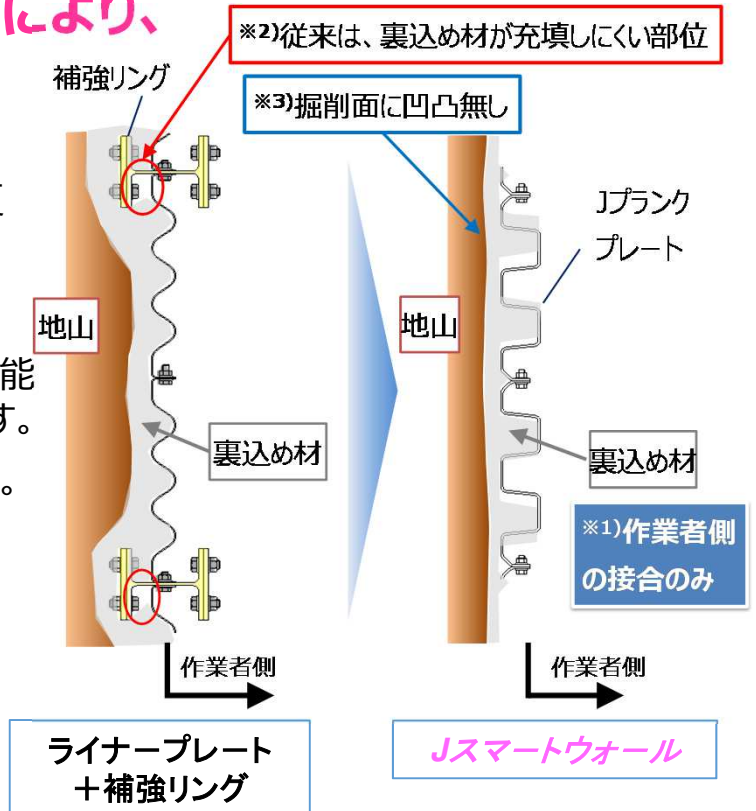 により、
※2)従来は、裏込め材が充填しにくい部位
補強リング
※3)掘削面に凹凸無し
Jプランク
プレート
地山
地山
能
す。
。
裏込め材
裏込め材
※1)作業者側
の接合のみ
作業者側
作業者側
ライナープレート
＋補強リング
Jスマートウォール